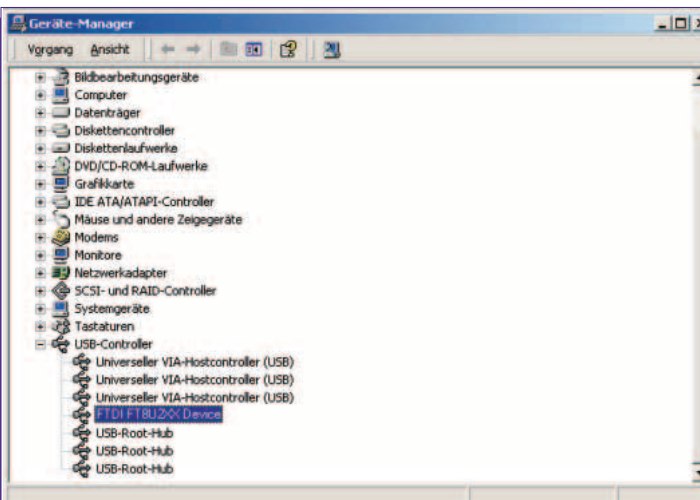 Geräte-Manager
Vorgang Ansicht
Bildbearbeitungsgeräte
Computer
Datenträger
Diskettencontroller
Diskettenlaufwerke
DVD/CD-ROM-Laufwerke
Grafikkarte
IDE ATA/ATAPI-Controller
Mäuse und andere Zeigegeräte
Modems
Monitore
Netzwerkadapter
SCSI- und RAID-Controller
Systemgeräte
Tastaturen
USB-Controller
Universeller VIA-Hostcontroller (USB)
Universeller VIA-Hostcontroller (USB)
Universeller VIA-Hostcontroller (USB)
FTDI FT8U2XX Device
USB-Root-Hub
USB-Root-Hub
USB-Root-Hub